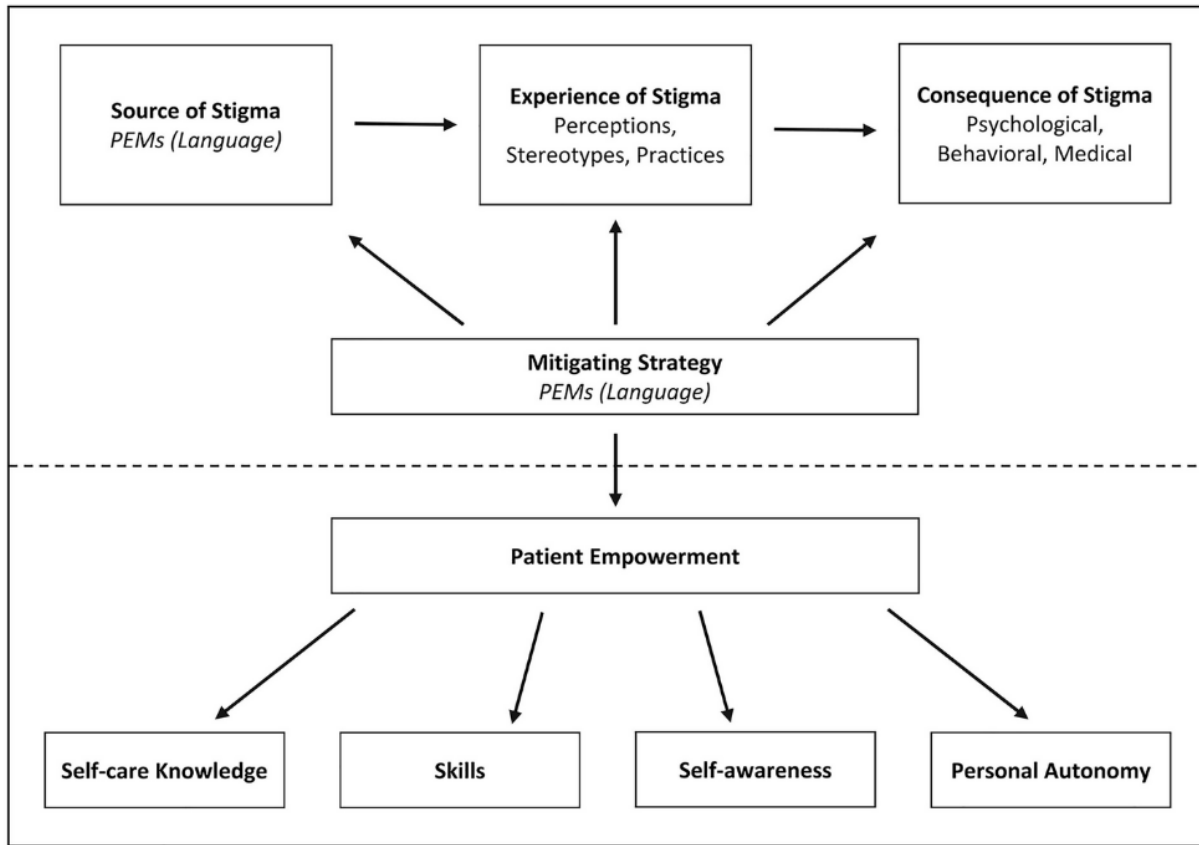 Source of Stigma
PEMs (Language)
Experience of Stigma
Perceptions,
Stereotypes, Practices
Consequence of Stigma
Psychological,
Behavioral, Medical
Mitigating Strategy
PEMs (Language)
Patient Empowerment
Self-care Knowledge
Skills
Self-awareness
Personal Autonomy